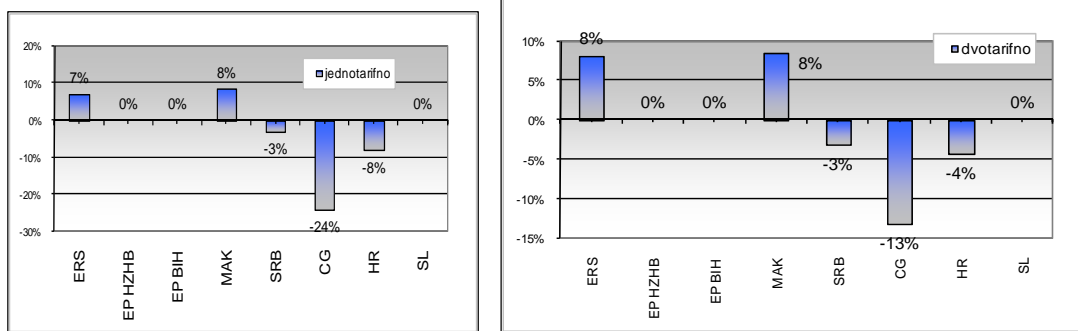 20%
10%
0%
-10%
-20%
-30%
jednotarifno
7%
0%
0%
8%
-3%
-24%
-8%
0%
ERS
EP HZHB
EP BIH
MAK
SRB
CG
HR
SL
10%
5%
0%
-5%
-10%
-15%
dvotarifno
8%
0%
0%
8%
-3%
-13%
-4%
0%
ERS
EP HZHB
EP BIH
MAK
SRB
CG
HR
SL